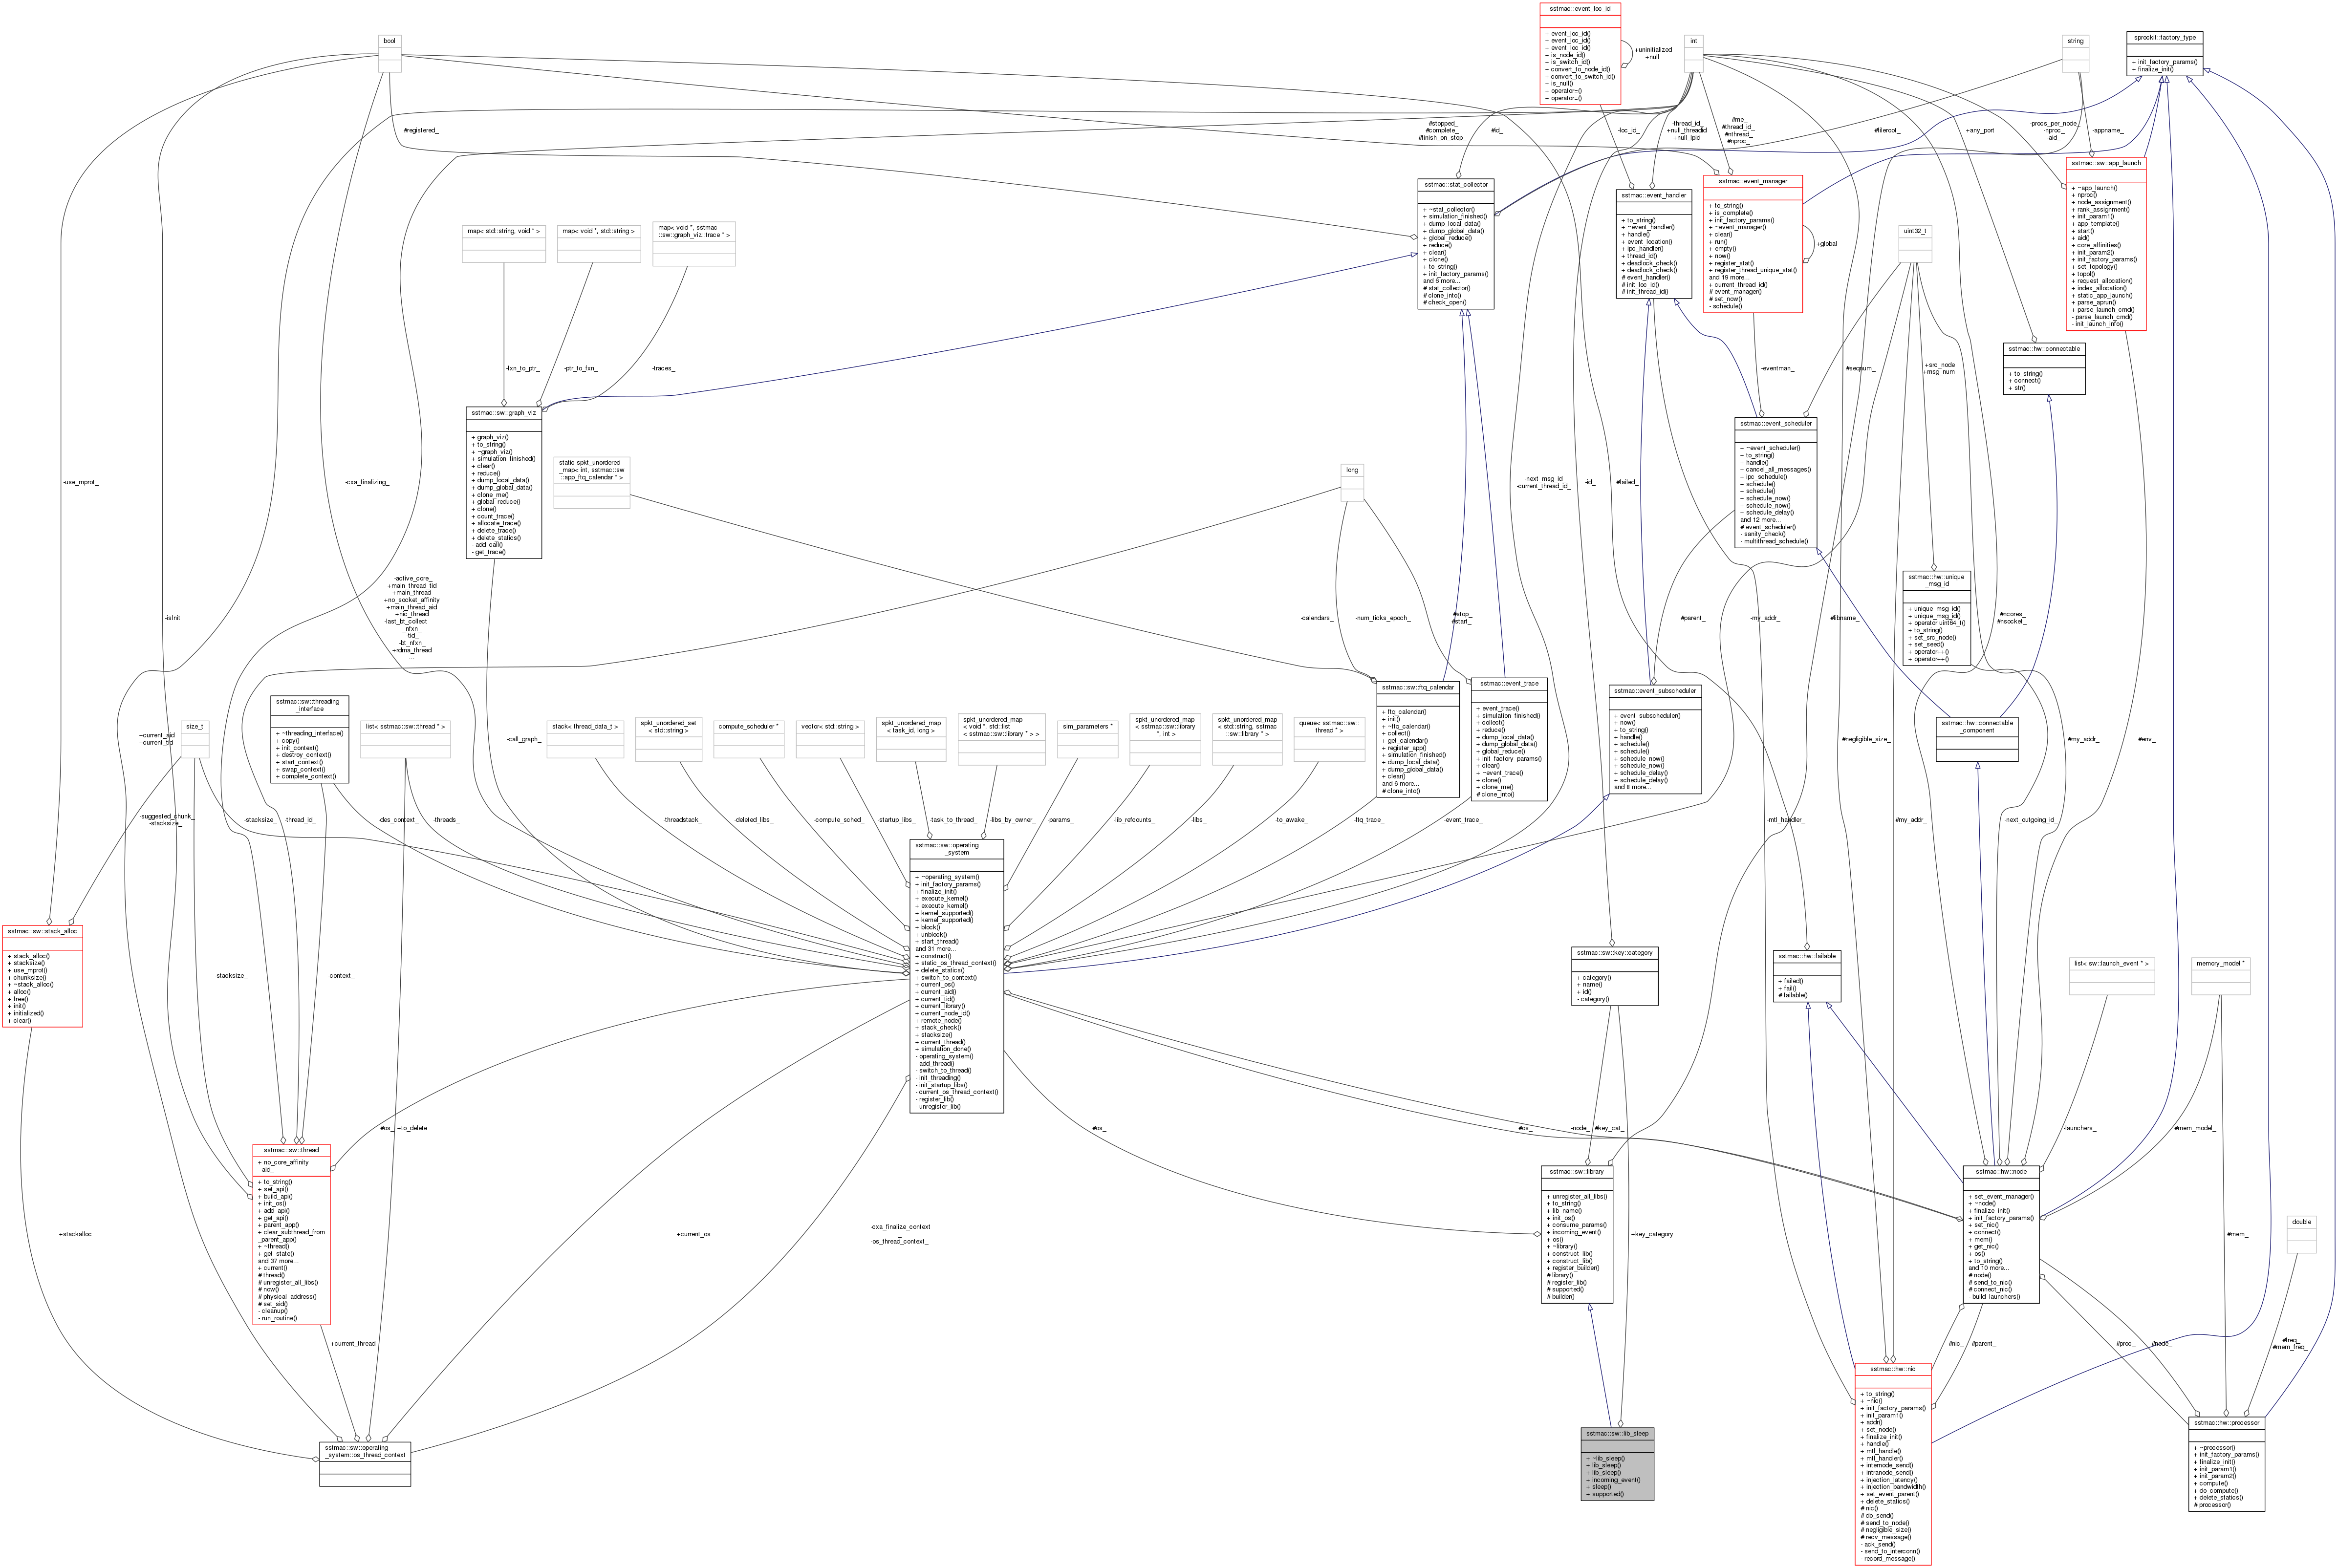 sstmac::event_loc_id
+ event_loc_id()
+ event_loc_id()
+ event_loc_id()
+ is_node_id()
+ is_switch_id()
+ convert_to_node_id()
+ convert_to_switch_id()
+ is_null()
+ operator=()
+ operator=()
+uninitialized
+null
bool
int
string
sprockit::factory_type
+ init_factory_params()
+ finalize_init()
#registered_
#stopped_
#complete_
#finish_on_stop_
#id_
-loc_id_
-thread_id_
+null_threadid
+null_lpid
#me_
#thread_id_
#nthread_
#nproc_
-procs_per_node_
-nproc_
-aid_
#fileroot_
+any_port
-appname_
sstmac::sw::app_launch
+ ~app_launch()
+ nproc()
+ node_assignment()
+ rank_assignment()
+ init_param1()
+ app_template()
+ start()
+ aid()
+ core_affinities()
+ init_param2()
+ init_factory_params()
+ set_topology()
+ topol()
+ request_allocation()
+ index_allocation()
+ static_app_launch()
+ parse_aprun()
+ parse_launch_cmd()
- parse_launch_cmd()
- init_launch_info()
sstmac::stat_collector
+ ~stat_collector()
+ simulation_finished()
+ dump_local_data()
+ dump_global_data()
+ global_reduce()
+ reduce()
+ clear()
+ clone()
+ to_string()
+ init_factory_params()
and 6 more...
# stat_collector()
# clone_info()
# check_open()
sstmac::event_handler
+ to_string()
+ ~event_handler()
+ handle()
+ event_location()
+ ipc_handler()
+ thread_id()
+ deadlock_check()
+ deadlock_check()
# event_handler()
# init_loc_id()
# init_thread_id()
sstmac::event_manager
+ to_string()
+ is_complete()
+ init_factory_params()
+ ~event_manager()
+ clear()
+ run()
+ empty()
+ now()
+ register_stat()
+ register_thread_unique_stat()
and 19 more...
+ current_thread_id()
# event_manager()
# set_now()
- schedule()
+global
map< std::string, void * >
map< void *, std::string >
map< void *, sstmac
::sw::graph_viz::trace * >
uint32_t
-fxn_to_ptr_
-ptr_to_fxn_
-traces_
-eventman_
#seqnum_
+src_node
+msg_num
sstmac::hw::connectable
+ to_string()
+ connect()
+ str()
sstmac::sw::graph_viz
+ graph_viz()
+ to_string()
+ ~graph_viz()
+ simulation_finished()
+ clear()
+ reduce()
+ dump_local_data()
+ dump_global_data()
+ clone_me()
+ global_reduce()
+ clone()
+ count_trace()
+ allocate_trace()
+ delete_trace()
+ delete_statics()
- add_call()
- get_trace()
static spkt_unordered
_map< int, sstmac::sw
::app_ftq_calendar * >
long
sstmac::event_scheduler
+ ~event_scheduler()
+ to_string()
+ handle()
+ cancel_all_messages()
+ ipc_schedule()
+ schedule()
+ schedule()
+ schedule_now()
+ schedule_now()
+ schedule_delay()
and 12 more...
# event_scheduler()
- sanity_check()
- multithread_schedule()
-use_mprot_
-cxa_finalizing_
-next_msg_id_
-current_thread_id_
-id_
#failed_
sstmac::hw::unique
_msg_id
+ unique_msg_id()
+ unique_msg_id()
+ operator uint64_t()
+ to_string()
+ set_src_node()
+ set_seed()
+ operator++()
+ operator++()
-isInit
-active_core_
+main_thread_tid
+main_thread
+no_socket_affinity
+main_thread_aid
+nic_thread
-last_bt_collect
_nfxn_
-tid_
-bt_nfxn_
+rdma_thread
...
-calendars_
-num_ticks_epoch_
#stop_
#start_
#parent_
-my_addr_
#libname_
#ncores_
#nsocket_
sstmac::sw::threading
_interface
+ ~threading_interface()
+ copy()
+ init_context()
+ destroy_context()
+ start_context()
+ swap_context()
+ complete_context()
sstmac::sw::ftq_calendar
+ ftq_calendar()
+ init()
+ ~ftq_calendar()
+ collect()
+ get_calendar()
+ register_app()
+ simulation_finished()
+ dump_local_data()
+ dump_global_data()
+ clear()
and 6 more...
# clone_into()
sstmac::event_trace
+ event_trace()
+ simulation_finished()
+ collect()
+ reduce()
+ dump_local_data()
+ dump_global_data()
+ global_reduce()
+ init_factory_params()
+ clear()
+ ~event_trace()
+ clone()
+ clone_me()
# clone_into()
sstmac::event_subscheduler
+ event_subscheduler()
+ now()
+ to_string()
+ handle()
+ schedule()
+ schedule()
+ schedule_now()
+ schedule_now()
+ schedule_delay()
+ schedule_delay()
and 8 more...
sstmac::hw::connectable
_component
size_t
list< sstmac::sw::thread * >
stack< thread_data_t >
spkt_unordered_set
< std::string >
compute_scheduler *
vector< std::string >
spkt_unordered_map
< task_id, long >
spkt_unordered_map
< void *, std::list
< sstmac::sw::library * > >
sim_parameters *
spkt_unordered_map
< sstmac::sw::library
*, int >
spkt_unordered_map
< std::string, sstmac
::sw::library * >
queue< sstmac::sw::
thread * >
+current_aid
+current_tid
-call_graph_
#negligible_size_
#my_addr_
#env_
-suggested_chunk_
-stacksize_
-stacksize_
-thread_id_
-des_context_
-threads_
-threadstack_
-deleted_libs_
-compute_sched_
-startup_libs_
-task_to_thread_
-libs_by_owner_
-params_
-lib_refcounts_
-libs_
-to_awake_
-ftq_trace_
-event_trace_
-mtl_handler_
#my_addr_
-next_outgoing_id_
sstmac::sw::operating
_system
+ ~operating_system()
+ init_factory_params()
+ finalize_init()
+ execute_kernel()
+ execute_kernel()
+ kernel_supported()
+ kernel_supported()
+ block()
+ unblock()
+ start_thread()
and 31 more...
+ construct()
+ static_os_thread_context()
+ delete_statics()
+ switch_to_context()
+ current_os()
+ current_aid()
+ current_tid()
+ current_library()
+ current_node_id()
+ remote_node()
+ stack_check()
+ stacksize()
+ current_thread()
+ simulation_done()
- operating_system()
- add_thread()
- switch_to_thread()
- init_threading()
- init_startup_libs()
- current_os_thread_context()
- register_lib()
- unregister_lib()
sstmac::sw::stack_alloc
+ stack_alloc()
+ stacksize()
+ use_mprot()
+ chunksize()
+ ~stack_alloc()
+ alloc()
+ free()
+ init()
+ initialized()
+ clear()
-stacksize_
-context_
sstmac::sw::key::category
+ category()
+ name()
+ id()
- category()
sstmac::hw::failable
+ failed()
+ fail()
# failable()
list< sw::launch_event * >
memory_model *
#os_
+to_delete
#os_
#os_
-node_
#key_cat_
-launchers_
#mem_model_
sstmac::sw::thread
+ no_core_affinity
- aid_
+ to_string()
+ set_api()
+ build_api()
+ init_os()
+ add_api()
+ get_api()
+ parent_app()
+ clear_subthread_from
_parent_app()
+ ~thread()
+ get_state()
and 37 more...
+ current()
# thread()
# unregister_all_libs()
# now()
# physical_address()
# set_sid()
- cleanup()
- run_routine()
sstmac::sw::library
+ unregister_all_libs()
+ to_string()
+ lib_name()
+ init_os()
+ consume_params()
+ incoming_event()
+ os()
+ ~library()
+ construct_lib()
+ construct_lib()
+ register_builder()
# library()
# register_lib()
# supported()
# builder()
sstmac::hw::node
+ set_event_manager()
+ ~node()
+ finalize_init()
+ init_factory_params()
+ set_nic()
+ connect()
+ mem()
+ get_nic()
+ os()
+ to_string()
and 10 more...
# node()
# send_to_nic()
# connect_nic()
- build_launchers()
double
+stackalloc
+current_os
-cxa_finalize_context
_
-os_thread_context_
+key_category
#mem_
+current_thread
#nic_
#parent_
#proc_
#node_
#freq_
#mem_freq_
sstmac::sw::operating
_system::os_thread_context
sstmac::sw::lib_sleep
+ ~lib_sleep()
+ lib_sleep()
+ lib_sleep()
+ incoming_event()
+ sleep()
+ supported()
sstmac::hw::nic
+ to_string()
+ ~nic()
+ init_factory_params()
+ init_param1()
+ addr()
+ set_node()
+ finalize_init()
+ handle()
+ mtl_handle()
+ mtl_handler()
+ internode_send()
+ intranode_send()
+ injection_latency()
+ injection_bandwidth()
+ set_event_parent()
+ delete_statics()
# nic()
# do_send()
# send_to_node()
# negligible_size()
# recv_message()
- ack_send()
- send_to_interconn()
- record_message()
sstmac::hw::processor
+ ~processor()
+ init_factory_params()
+ finalize_init()
+ init_param1()
+ init_param2()
+ compute()
+ do_compute()
+ delete_statics()
# processor()